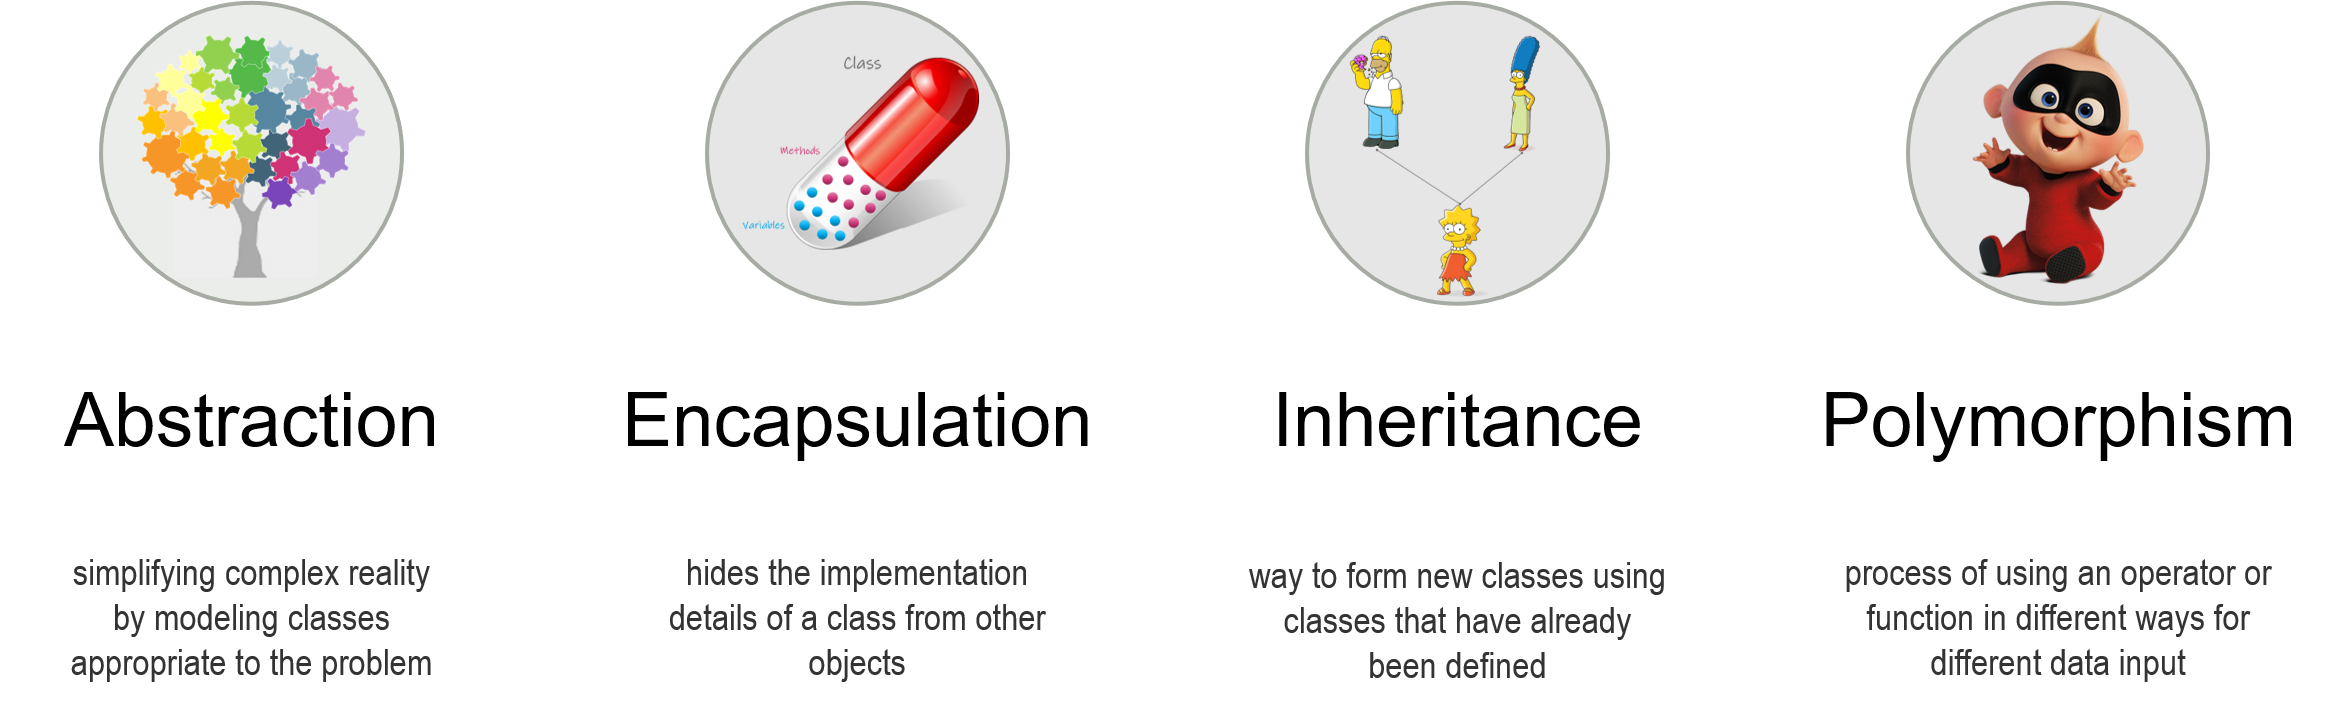 Class
Methods
Variables
Abstraction
simplifying complex reality
by modeling classes
appropriate to the problem
Encapsulation
hides the implementation
details of a class from other
objects
Inheritance
way to form new classes using
classes that have already
been defined
Polymorphism
process of using an operator or
function in different ways for
different data input